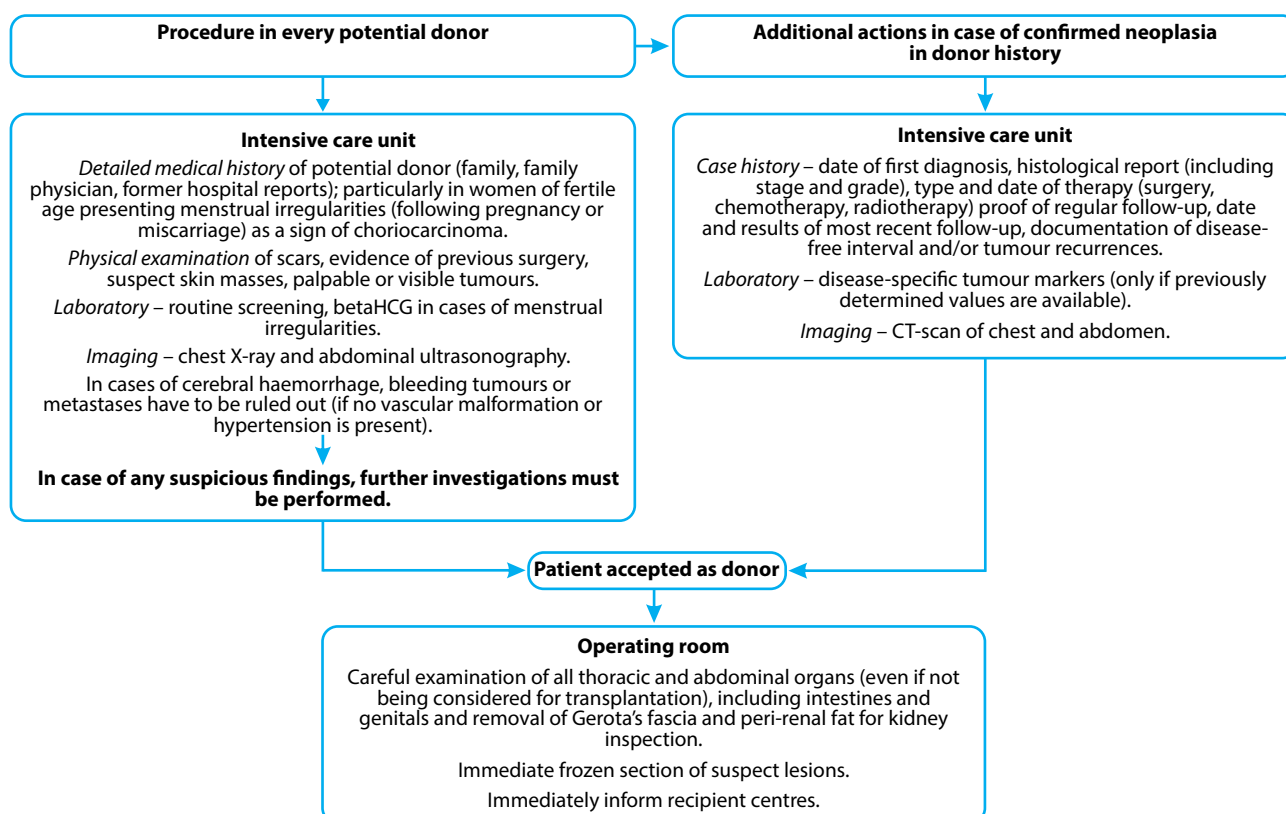 Procedure in every potential donor
Additional actions in case of confirmed neoplasia
in donor history
Intensive care unit
Detailed medical history of potential donor (family, family
physician, former hospital reports); particularly in women of fertile
age presenting menstrual irregularities (following pregnancy or
miscarriage) as a sign of choriocarcinoma.
Physical examination of scars, evidence of previous surgery,
suspect skin masses, palpable or visible tumours.
Laboratory – routine screening, betaHCG in cases of menstrual
irregularities.
Imaging – chest X-ray and abdominal ultrasonography.
In cases of cerebral haemorrhage, bleeding tumours or
metastases have to be ruled out (if no vascular malformation or
hypertension is present).
In case of any suspicious findings, further investigations must
be performed.
Intensive care unit
Case history – date of first diagnosis, histological report (including
stage and grade), type and date of therapy (surgery,
chemotherapy, radiotherapy) proof of regular follow-up, date
and results of most recent follow-up, documentation of disease-
free interval and/or tumour recurrences.
Laboratory – disease-specific tumour markers (only if previously
determined values are available).
Imaging – CT-scan of chest and abdomen.
Patient accepted as donor
Operating room
Careful examination of all thoracic and abdominal organs (even if not
being considered for transplantation), including intestines and
genitals and removal of Gerota's fascia and peri-renal fat for kidney
inspection.
Immediate frozen section of suspect lesions.
Immediately inform recipient centres.